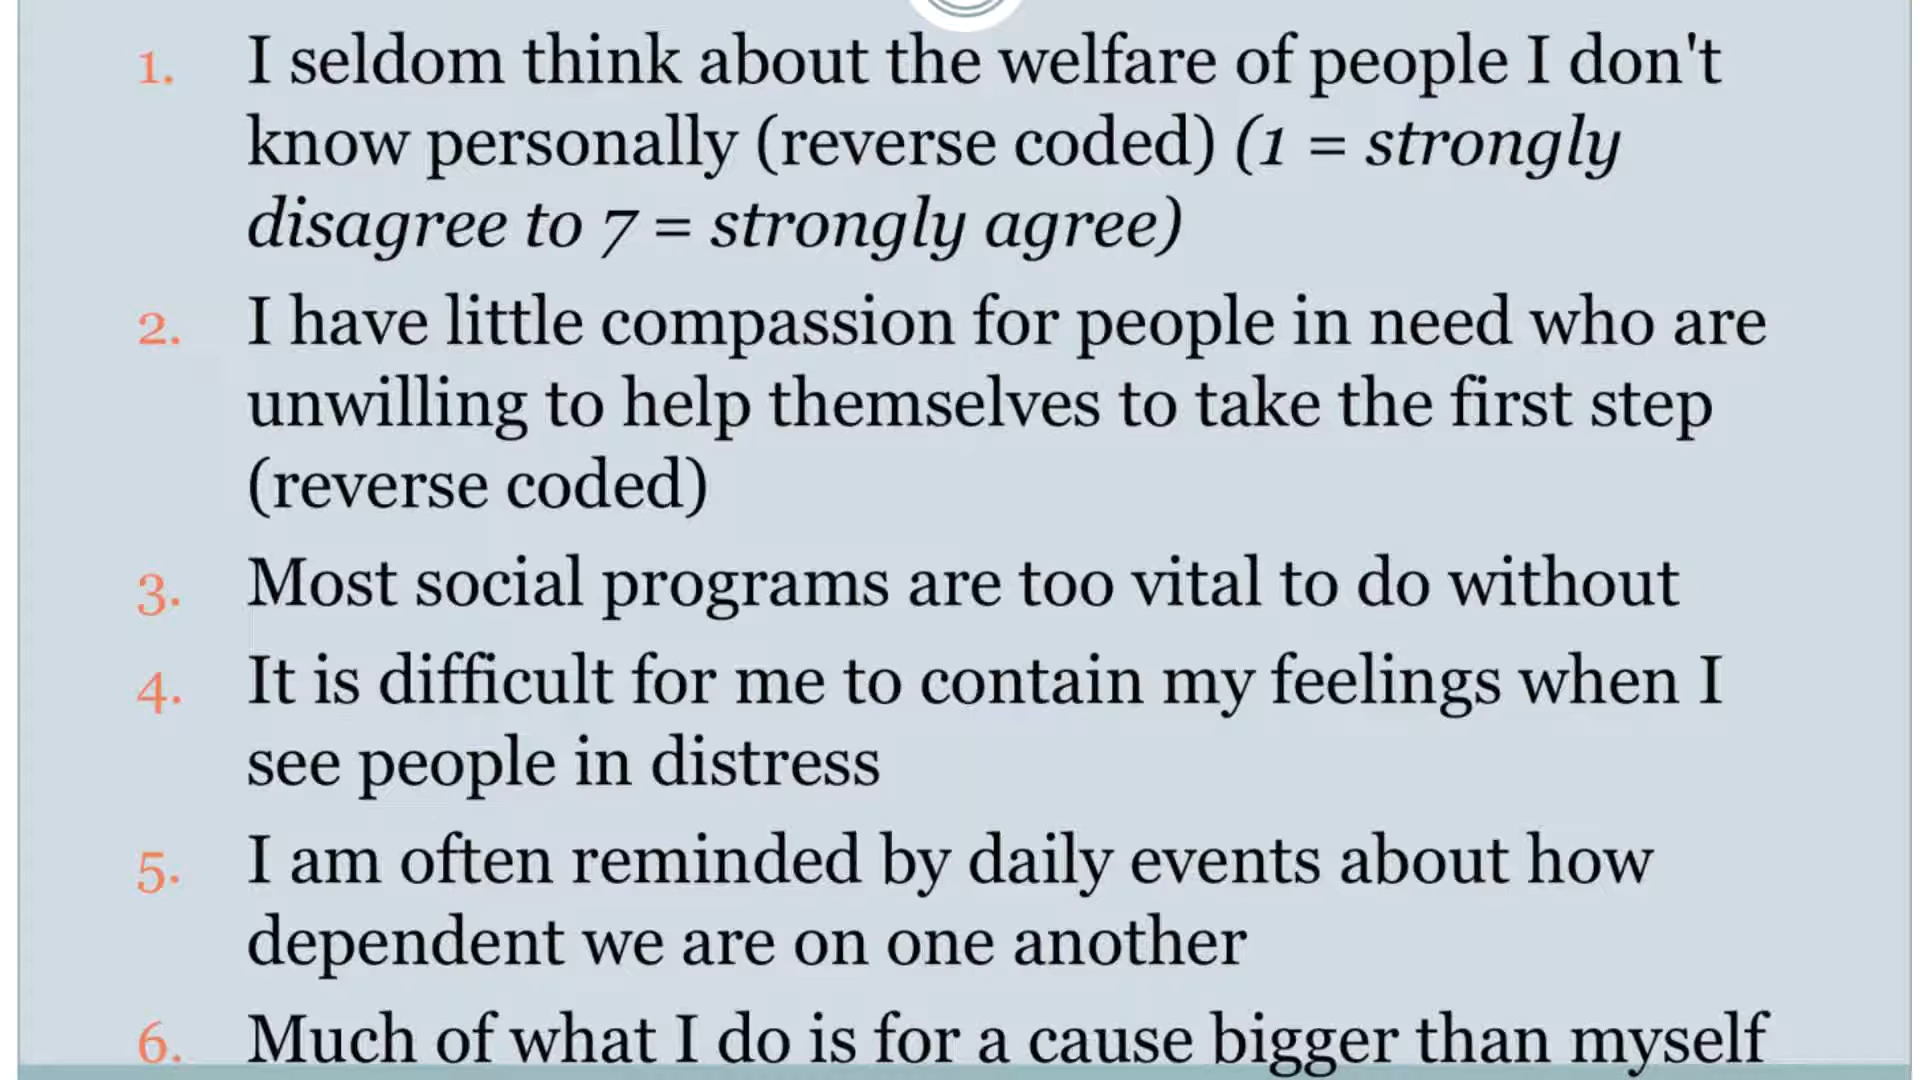 1. I seldom think about the welfare of people I don't
know personally (reverse coded) (1 = strongly
disagree to 7 = strongly agree)
2. I have little compassion for people in need who are
unwilling to help themselves to take the first step
(reverse coded)
3. Most social programs are too vital to do without
4. It is difficult for me to contain my feelings when I
see people in distress
5. I am often reminded by daily events about how
dependent we are on one another
6. Much of what I do is for a cause bigger than myself